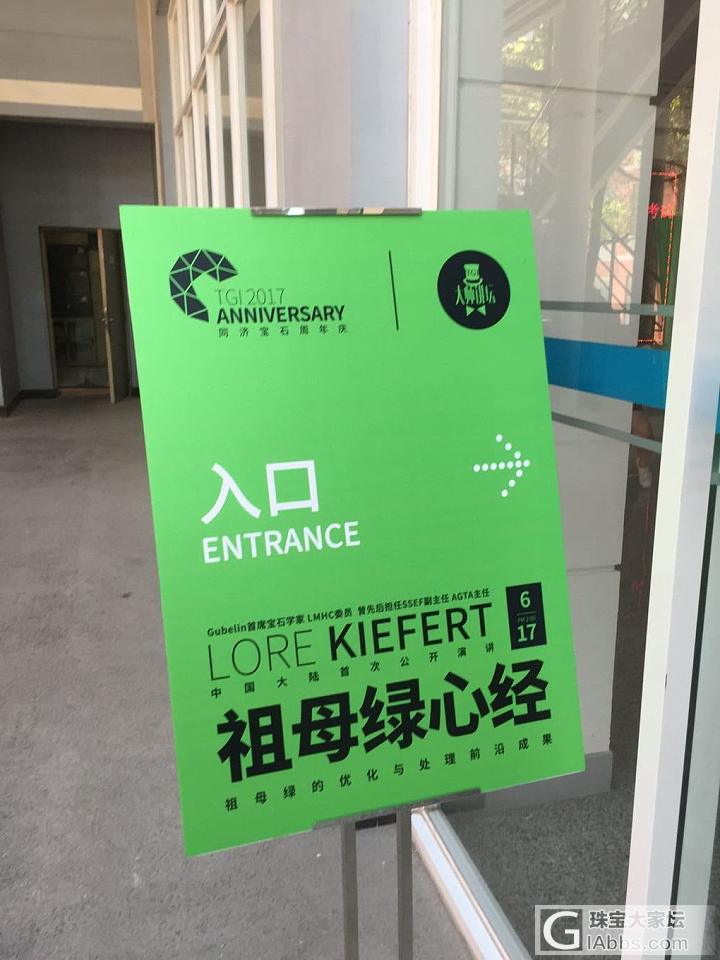 TGI 2017
ANNIVERSARY
同济宝石周年庆
TGI
大师讲坛
入口
ENTRANCE
Gubelin首席宝石学家 LMHC委员 曾先后担任SSEF副主任 AGTA主任
LORE KIEFERT
6
17
中国大陆首次公开演讲
祖母绿心经
祖母绿的优化与处理前沿成果
珠宝大家坛
GIAbbs.com